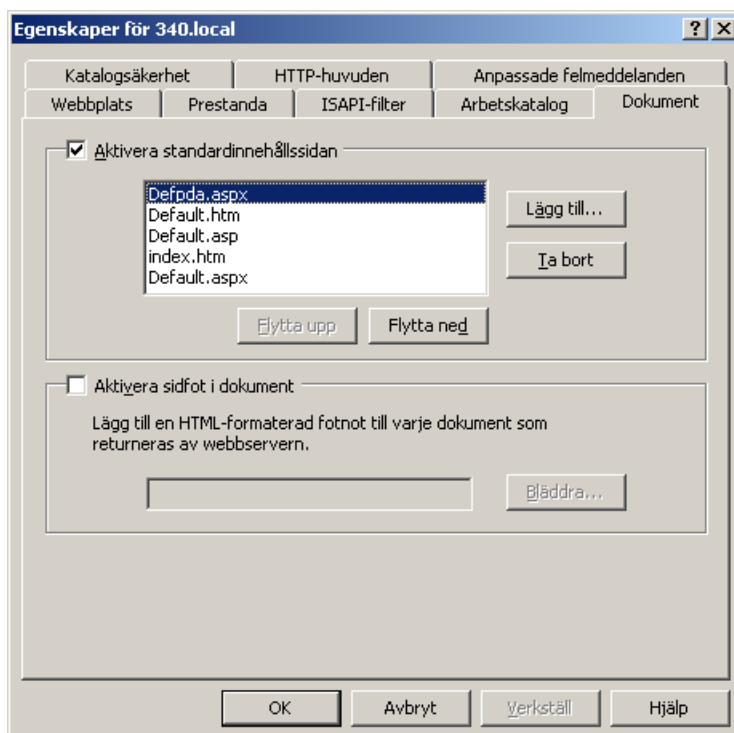 Egenskaper för 340.local
Katalogsäkerhet
HTTP-huvuden
Anpassade felmeddelanden
Webbplats
Prestanda
ISAPI-filter
Arbetskatalog
Dokument
Aktivera standardinnehållssidan
Defpda.aspx
Default.htm
Default.asp
index.htm
Default.aspx
Lägg till...
Ta bort
Flytta upp
Flytta ned
Aktivera sidfot i dokument
Lägg till en HTML-formaterad fotnot till varje dokument som
returneras av webbservern.
Bläddra...
OK
Avbryt
Verkställ
Hjälp